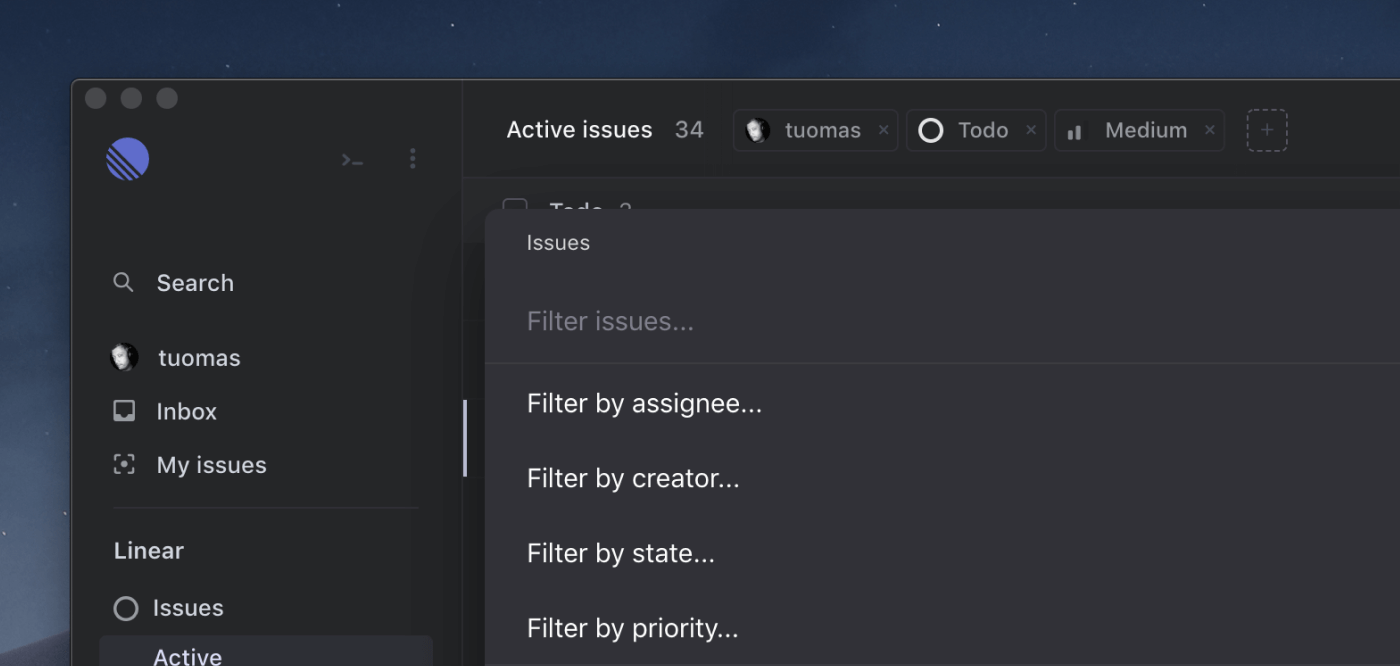 Active issues 34 tuomas × Todo × Medium × +
Todo
Search
tuomas
Inbox
My issues
Linear
Issues
Active
Issues
Filter issues...
Filter by assignee...
Filter by creator...
Filter by state...
Filter by priority...